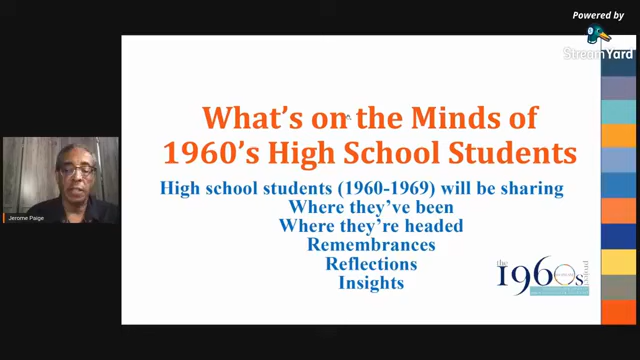 Powered by
StreamYard
What's on the Minds of
1960's High School Students
High school students (1960-1969) will be sharing
Where they've been
Where they're headed
Remembrances
Reflections
Insights
Jerome Paige
the
1960s
project